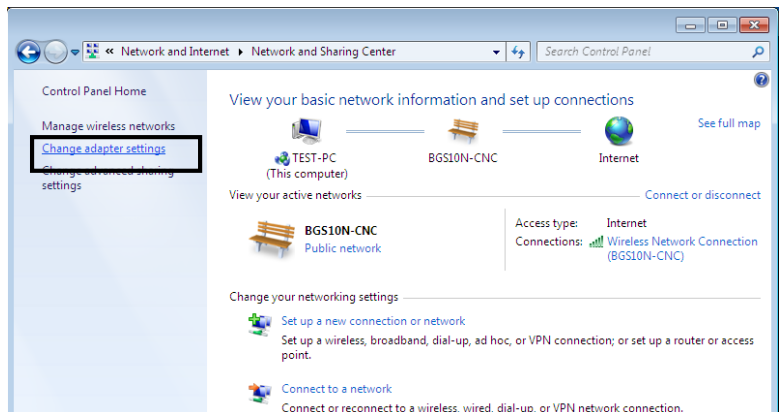 « Network and Internet ▸ Network and Sharing Center
Search Control Panel
Control Panel Home
Manage wireless networks
Change adapter settings
Change advanced sharing
settings
View your basic network information and set up connections
See full map
TEST-PC
(This computer)
BGS10N-CNC
Internet
View your active networks
Connect or disconnect
BGS10N-CNC
Public network
Access type: Internet
Connections: Wireless Network Connection
(BGS10N-CNC)
Change your networking settings
Set up a new connection or network
Set up a wireless, broadband, dial-up, ad hoc, or VPN connection; or set up a router or access
point.
Connect to a network
Connect or reconnect to a wireless, wired, dial-up, or VPN network connection.